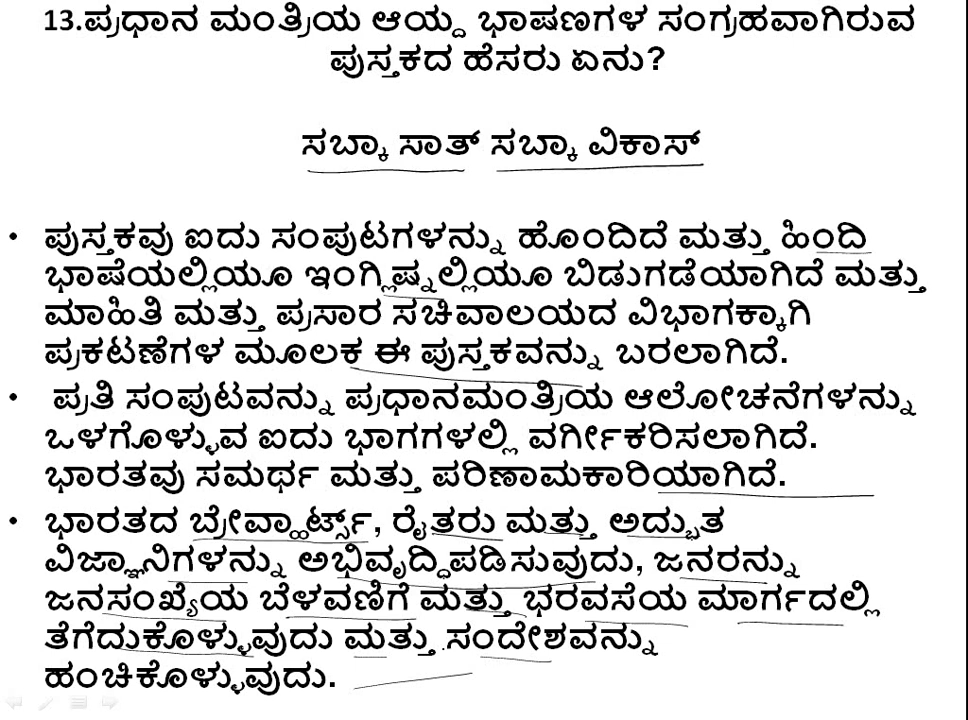 13.ಪ್ರಧಾನ ಮಂತ್ರಿಯ ಆಯ್ದ ಭಾಷಣಗಳ ಸಂಗ್ರಹವಾಗಿರುವ
ಪುಸ್ತಕದ ಹೆಸರು ಏನು?
ಸಬ್ಕಾ ಸಾತ್ ಸಬ್ಕಾ ವಿಕಾಸ್
• ಪುಸ್ತಕವು ಐದು ಸಂಪುಟಗಳನ್ನು ಹೊಂದಿದೆ ಮತ್ತು ಹಿಂದಿ
ಭಾಷೆಯಲ್ಲಿಯೂ ಇಂಗ್ಲಿಷ್ನಲ್ಲಿಯೂ ಬಿಡುಗಡೆಯಾಗಿದೆ ಮತ್ತು
ಮಾಹಿತಿ ಮತ್ತು ಪ್ರಸಾರ ಸಚಿವಾಲಯದ ವಿಭಾಗಕ್ಕಾಗಿ
ಪ್ರಕಟಣೆಗಳ ಮೂಲಕ ಈ ಪುಸ್ತಕವನ್ನು ಬರಲಾಗಿದೆ.
• ಪ್ರತಿ ಸಂಪುಟವನ್ನು ಪ್ರಧಾನಮಂತ್ರಿಯ ಆಲೋಚನೆಗಳನ್ನು
ಒಳಗೊಳ್ಳುವ ಐದು ಭಾಗಗಳಲ್ಲಿ ವರ್ಗೀಕರಿಸಲಾಗಿದೆ.
ಭಾರತವು ಸಮರ್ಥ ಮತ್ತು ಪರಿಣಾಮಕಾರಿಯಾಗಿದೆ.
• ಭಾರತದ ಬ್ರೇವ್ಹಾರ್ಟ್ಸ್, ರೈತರು ಮತ್ತು ಅದ್ಭುತ
ವಿಜ್ಞಾನಿಗಳನ್ನು ಅಭಿವೃದ್ಧಿಪಡಿಸುವುದು, ಜನರನ್ನು
ಜನಸಂಖ್ಯೆಯ ಬೆಳವಣಿಗೆ ಮತ್ತು ಭರವಸೆಯ ಮಾರ್ಗದಲ್ಲಿ
ತೆಗೆದುಕೊಳ್ಳುವುದು ಮತ್ತು ಸಂದೇಶವನ್ನು
ಹಂಚಿಕೊಳ್ಳುವುದು.